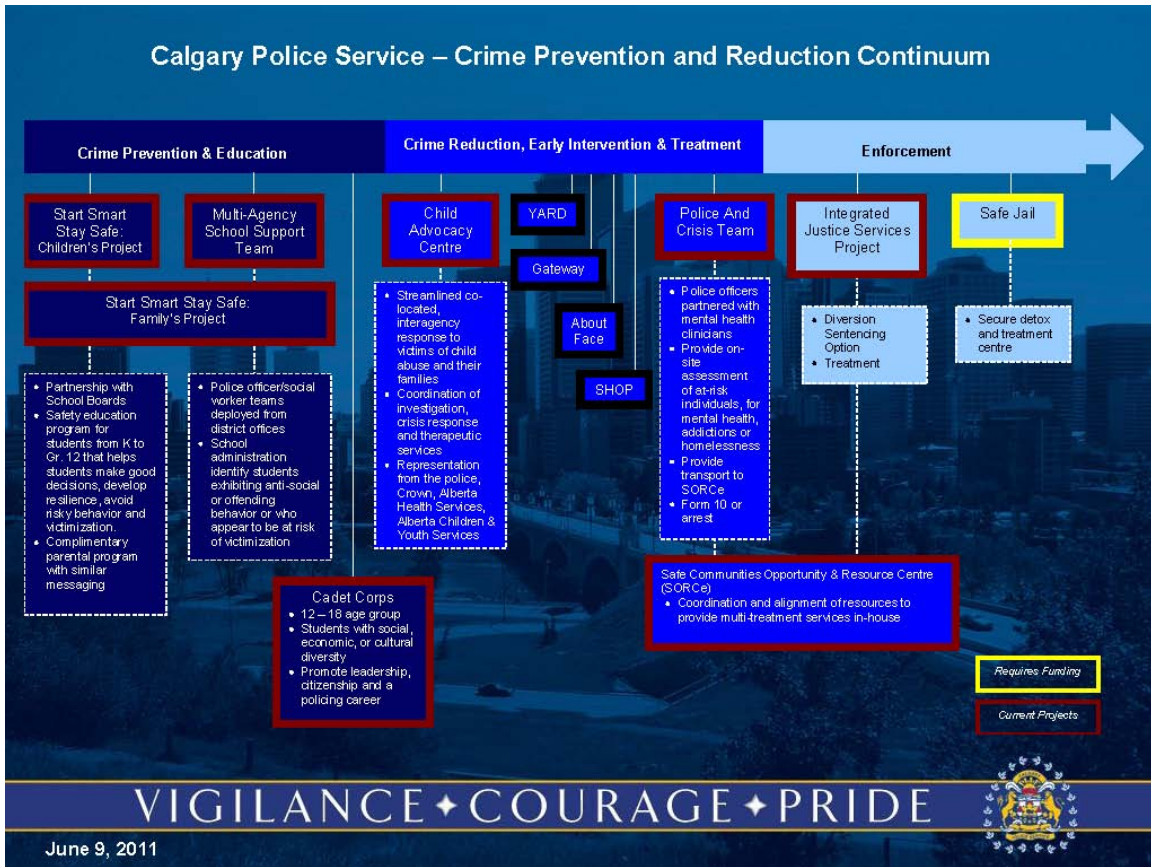 Calgary Police Service – Crime Prevention and Reduction Continuum
Crime Prevention & Education
Crime Reduction, Early Intervention & Treatment
Enforcement
Start Smart
Stay Safe:
Children's Project
Multi-Agency
School Support
Team
Child
Advocacy
Centre
YARD
Gateway
About
Face
SHOP
Police And
Crisis Team
Integrated
Justice Services
Project
Safe Jail
Start Smart Stay Safe:
Family's Project
• Partnership with
School Boards
• Safety education
program for
students from K to
Gr. 12 that helps
students make good
decisions, develop
resilience, avoid
risky behavior and
victimization.
• Complimentary
parental program
with similar
messaging
• Police officer/social
worker teams
deployed from
district offices
• School
administration
identify students
exhibiting anti-social
or offending
behavior or who
appear to be at risk
of victimization
• Streamlined co-
located,
interagency
response to
victims of child
abuse and their
families
• Coordination of
investigation,
crisis response
and therapeutic
services
• Representation
from the police,
Crown, Alberta
Health Services,
Alberta Children &
Youth Services
• Police officers
partnered with
mental health
clinicians
• Provide on-
site
assessment
of at-risk
individuals, for
mental health,
addictions or
homelessness
• Provide
transport to
SORCe
• Form 10 or
arrest
• Diversion
Sentencing
Option
• Treatment
• Secure detox
and treatment
centre
Cadet Corps
• 12 – 18 age group
• Students with social,
economic, or cultural
diversity
• Promote leadership,
citizenship and a
policing career
Safe Communities Opportunity & Resource Centre
(SORCe)
• Coordination and alignment of resources to
provide multi-treatment services in-house
Requires Funding
Current Projects
VIGILANCE ✦ COURAGE ✦ PRIDE
June 9, 2011